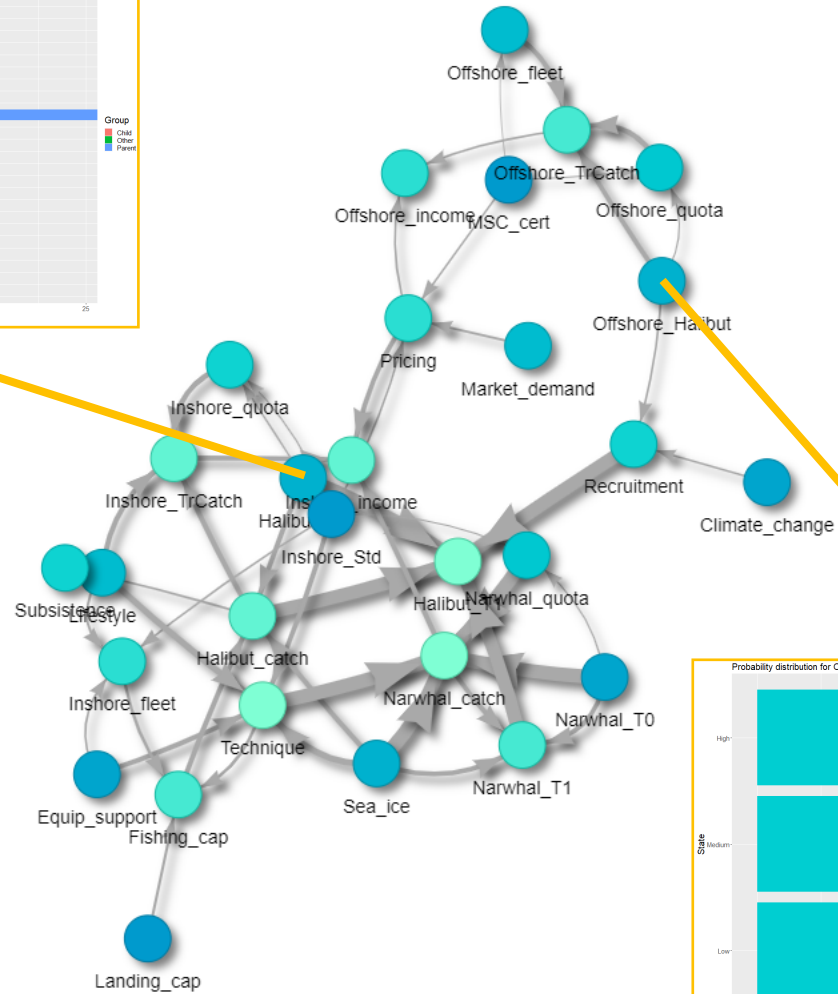 Offshore_fleet
Group
Child
Other
Parent
Offshore_TrCatch
Offshore_income
MSC_cert
Offshore_quota
25
Offshore_Halibut
Pricing
Market_demand
Inshore_quota
Recruitment
Inshore_TrCatch
Climate_change
Inshore_Std
Subsistence
Lifestyle
Halibut_T1
Narwhal_quota
Halibut_catch
Narwhal_catch
Inshore_fleet
Narwhal_T0
Technique
Narwhal_T1
Sea_ice
Equip_support
Fishing_cap
Landing_cap
Probability distribution for
High
Medium
Low
State